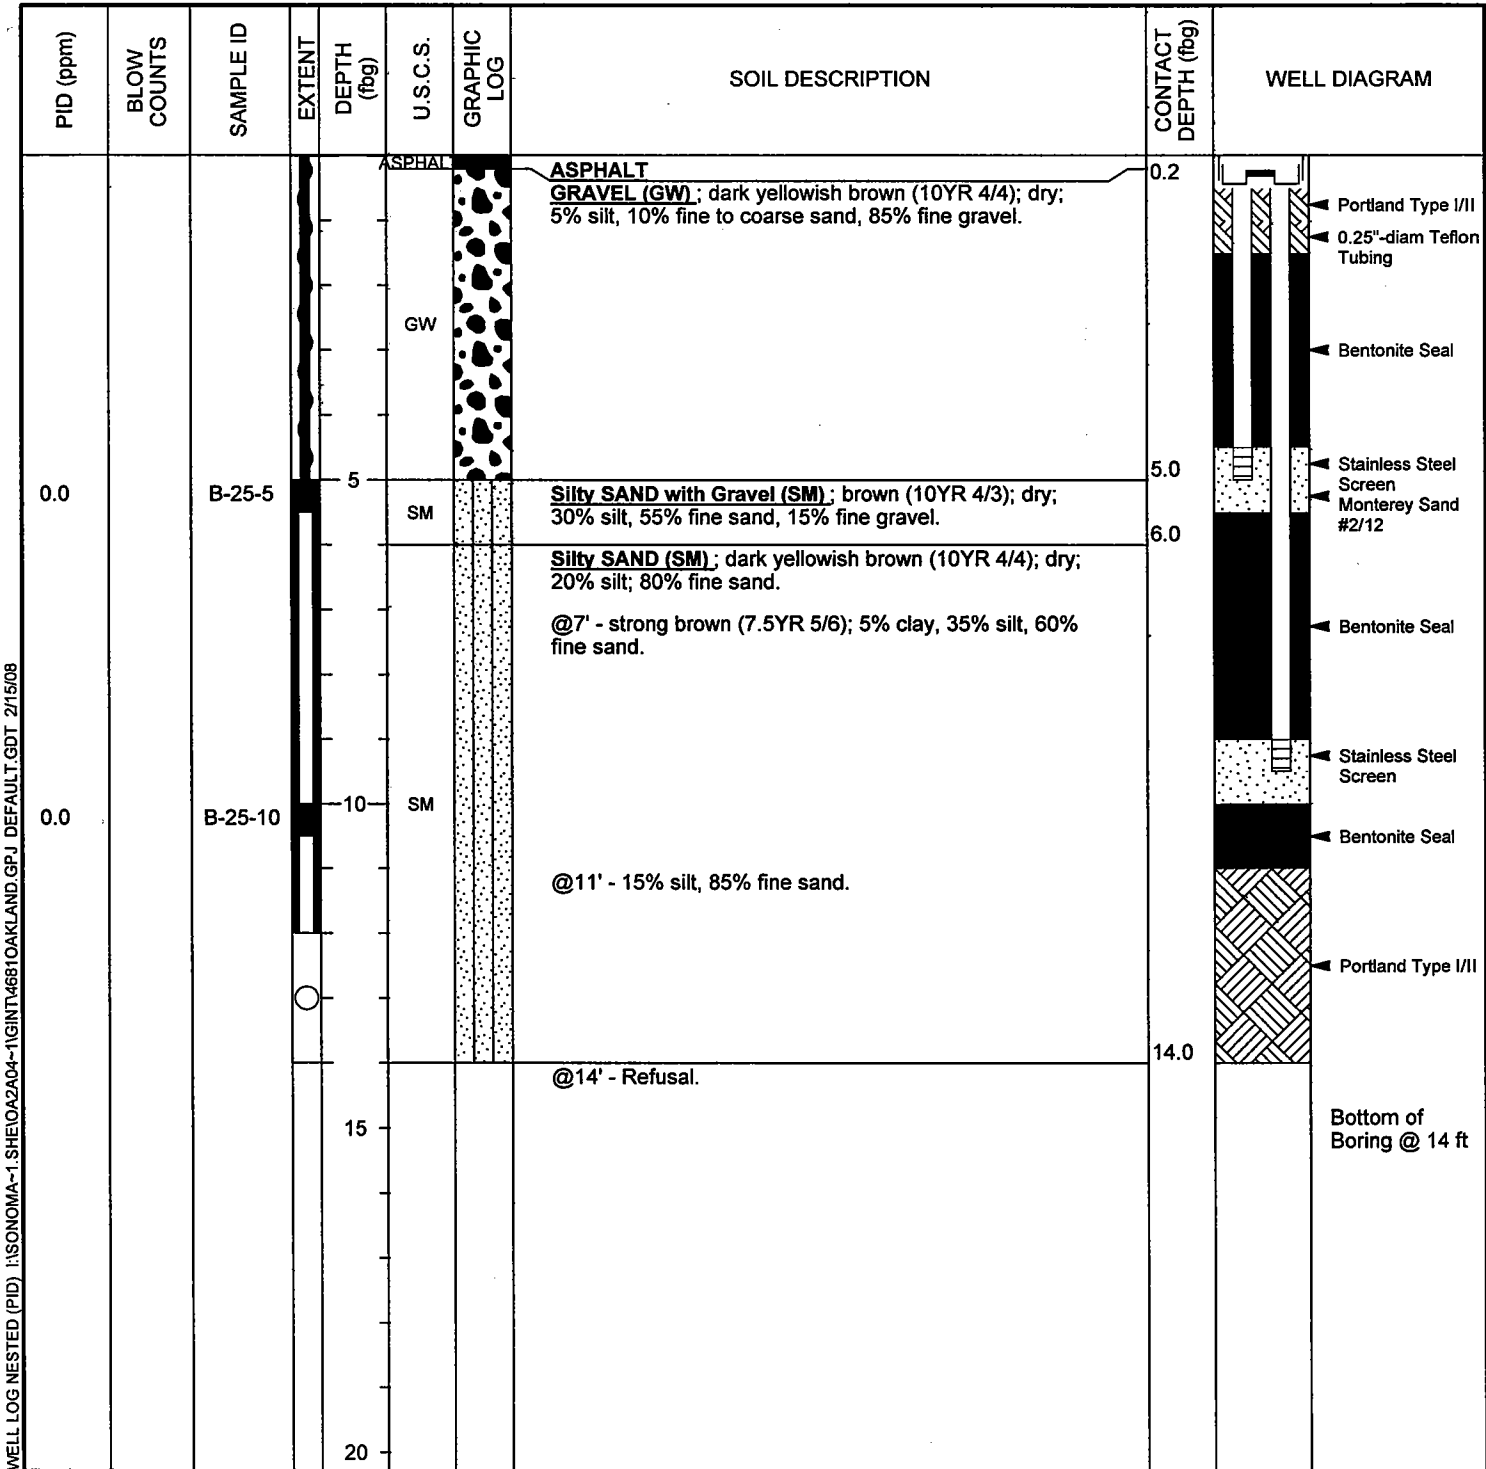 PID (ppm)
BLOW
COUNTS
SAMPLE ID
EXTENT
DEPTH
(fbg)
U.S.C.S.
GRAPHIC
LOG
SOIL DESCRIPTION
CONTACT
DEPTH (fbg)
WELL DIAGRAM
ASPHAL
ASPHALT
0.2
GRAVEL (GW) ; dark yellowish brown (10YR 4/4); dry;
5% silt, 10% fine to coarse sand, 85% fine gravel.
Portland Type I/II
0.25"-diam Teflon
Tubing
GW
Bentonite Seal
5.0
Stainless Steel
Screen
0.0
B-25-5
5
SM
Silty SAND with Gravel (SM) ; brown (10YR 4/3); dry;
30% silt, 55% fine sand, 15% fine gravel.
Monterey Sand
#2/12
6.0
Silty SAND (SM) ; dark yellowish brown (10YR 4/4); dry;
20% silt; 80% fine sand.
@7' - strong brown (7.5YR 5/6); 5% clay, 35% silt, 60%
fine sand.
Bentonite Seal
Stainless Steel
Screen
0.0
B-25-10
10
SM
Bentonite Seal
@11' - 15% silt, 85% fine sand.
Portland Type I/II
14.0
@14' - Refusal.
15
Bottom of
Boring @ 14 ft
20
WELL LOG NESTED (PID) I:\SONOMA~1.SHE\OA2A04~1\GINT\4681OAKLAND.GPJ DEFAULT.GDT 2/15/08